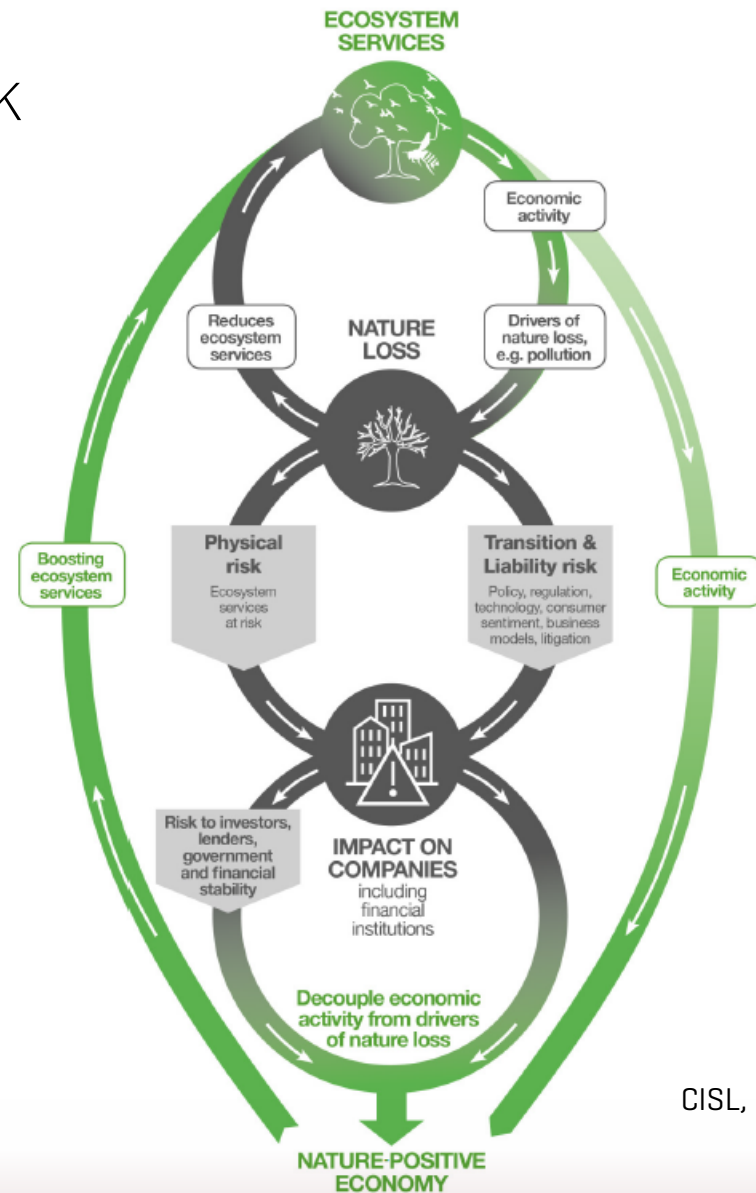 ECOSYSTEM
SERVICES
Economic
activity
Reduces
ecosystem
services
NATURE
LOSS
Drivers of
nature loss,
e.g. pollution
Physical
risk
Ecosystem
services
at risk
Transition &
Liability risk
Policy, regulation,
technology, consumer
sentiment, business
models, litigation
Boosting
ecosystem
services
Economic
activity
Risk to investors,
lenders,
government
and financial
stability
IMPACT ON
COMPANIES
including
financial
institutions
Decouple economic
activity from drivers
of nature loss
CISL,
NATURE-POSITIVE
ECONOMY